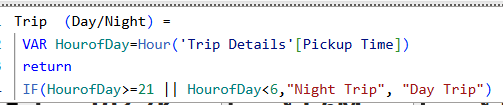 Trip  (Day/Night) =
VAR HourofDay=Hour('Trip Details'[Pickup Time])
return
IF(HourofDay>=21 || HourofDay<6,"Night Trip", "Day Trip")